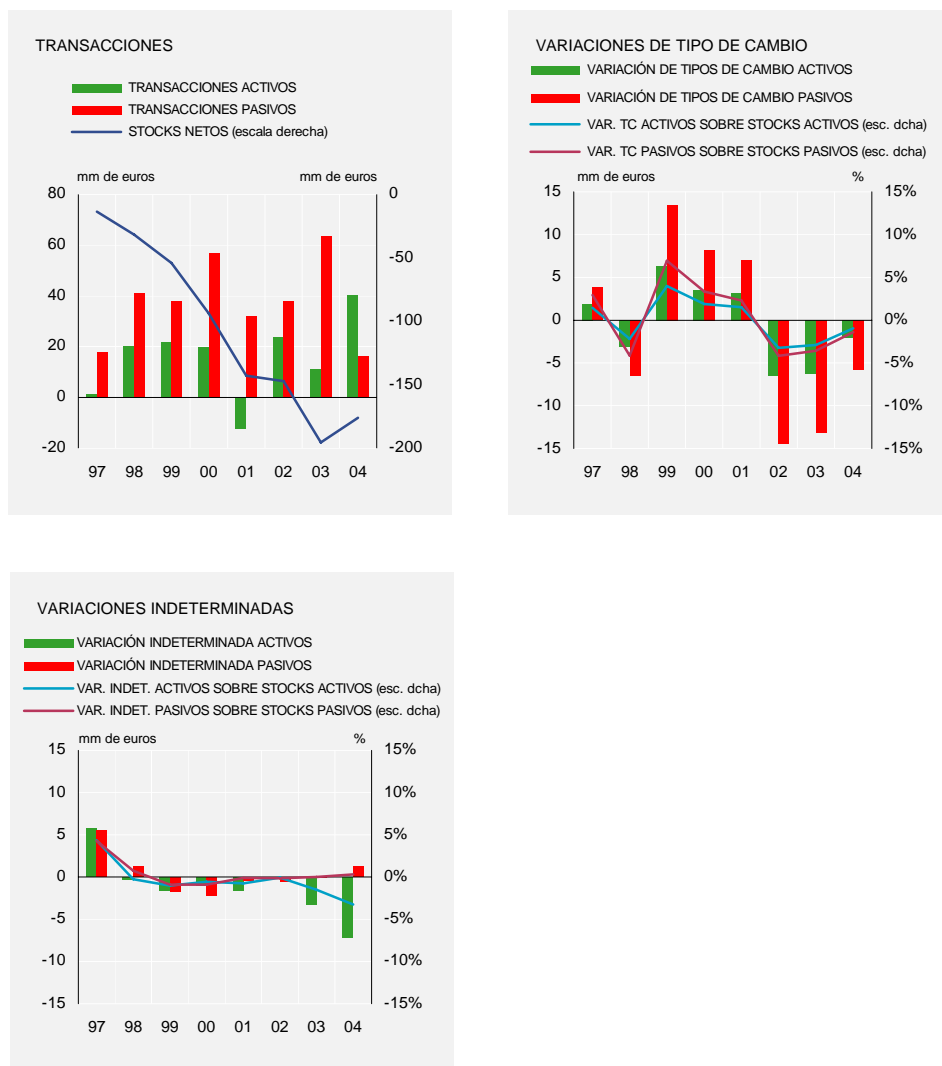 TRANSACCIONES
TRANSACCIONES ACTIVOS
TRANSACCIONES PASIVOS
STOCKS NETOS (escala derecha)
mm de euros mm de euros
80 0
60 -50
40
20 -100
0 -150
-20 -200
97 98 99 00 01 02 03 04
VARIACIONES DE TIPO DE CAMBIO
VARIACIÓN DE TIPOS DE CAMBIO ACTIVOS
VARIACIÓN DE TIPOS DE CAMBIO PASIVOS
VAR. TC ACTIVOS SOBRE STOCKS ACTIVOS (esc. dcha)
VAR. TC PASIVOS SOBRE STOCKS PASIVOS (esc. dcha)
mm de euros %
15 15%
10 10%
5 5%
0 0%
-5 -5%
-10 -10%
-15 -15%
97 98 99 00 01 02 03 04
VARIACIONES INDETERMINADAS
VARIACIÓN INDETERMINADA ACTIVOS
VARIACIÓN INDETERMINADA PASIVOS
VAR. INDET. ACTIVOS SOBRE STOCKS ACTIVOS (esc. dcha)
VAR. INDET. PASIVOS SOBRE STOCKS PASIVOS (esc. dcha)
mm de euros %
15 15%
10 10%
5 5%
0 0%
-5 -5%
-10 -10%
-15 -15%
97 98 99 00 01 02 03 04